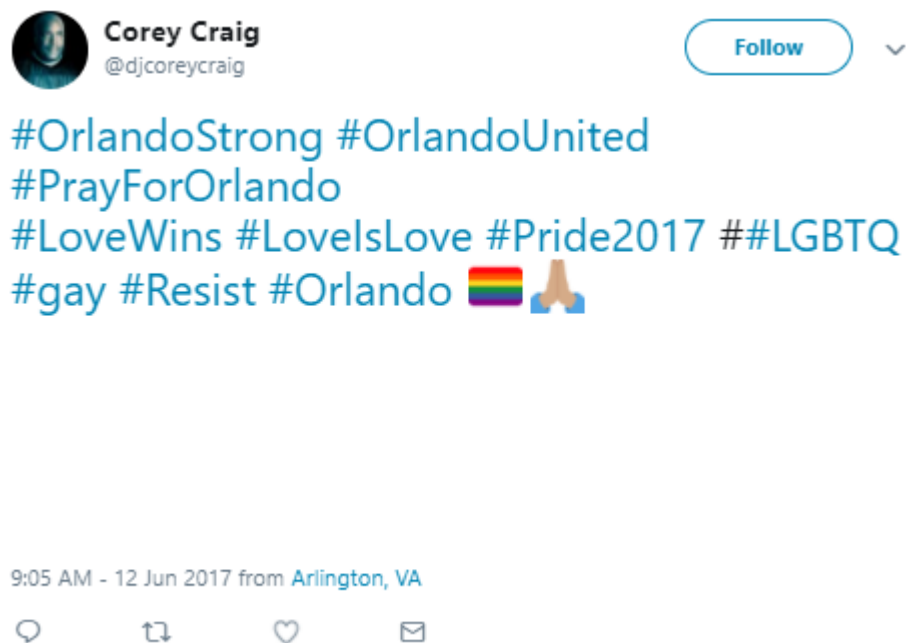 Corey Craig
@djcoreycraig
Follow
#OrlandoStrong #OrlandoUnited
#PrayForOrlando
#LoveWins #LoveIsLove #Pride2017 ##LGBTQ
#gay #Resist #Orlando 🏳️‍🌈🙏🏼
9:05 AM - 12 Jun 2017 from Arlington, VA